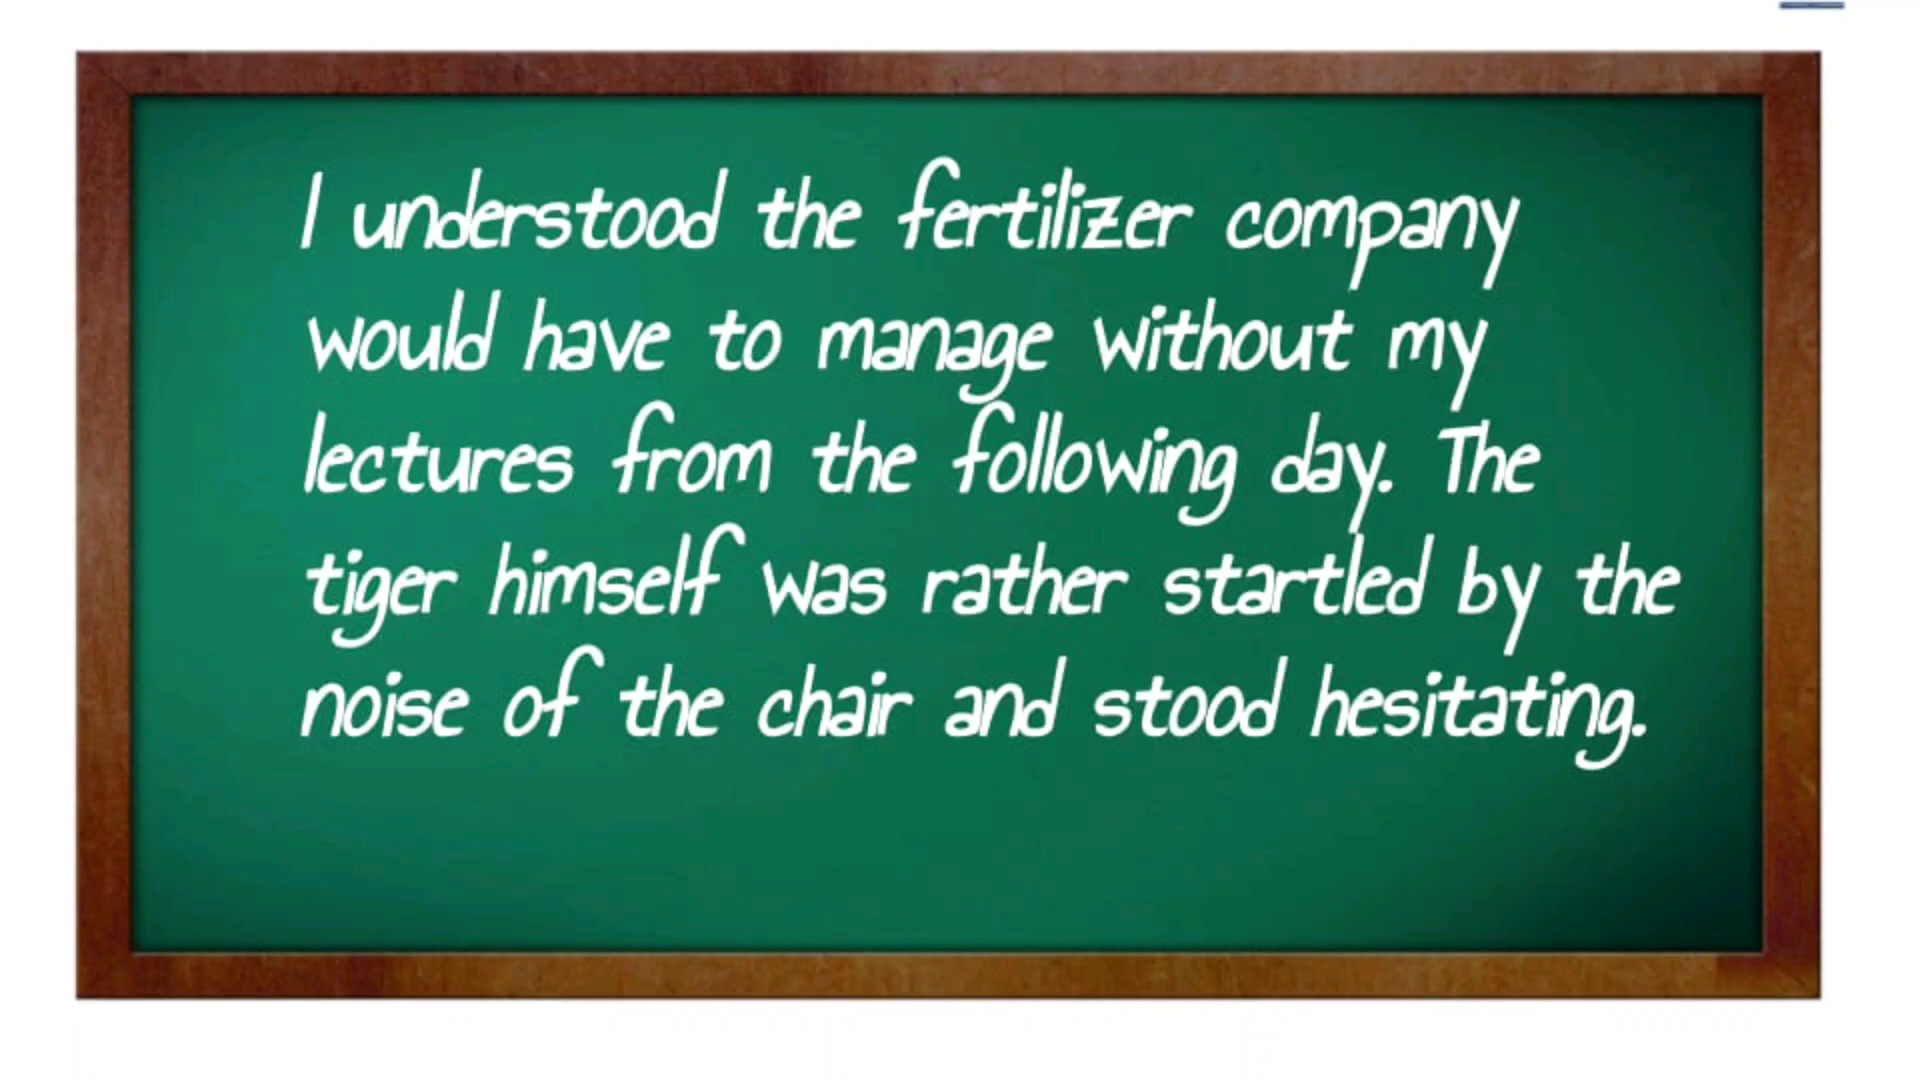 I understood the fertilizer company
would have to manage without my
lectures from the following day. The
tiger himself was rather startled by the
noise of the chair and stood hesitating.